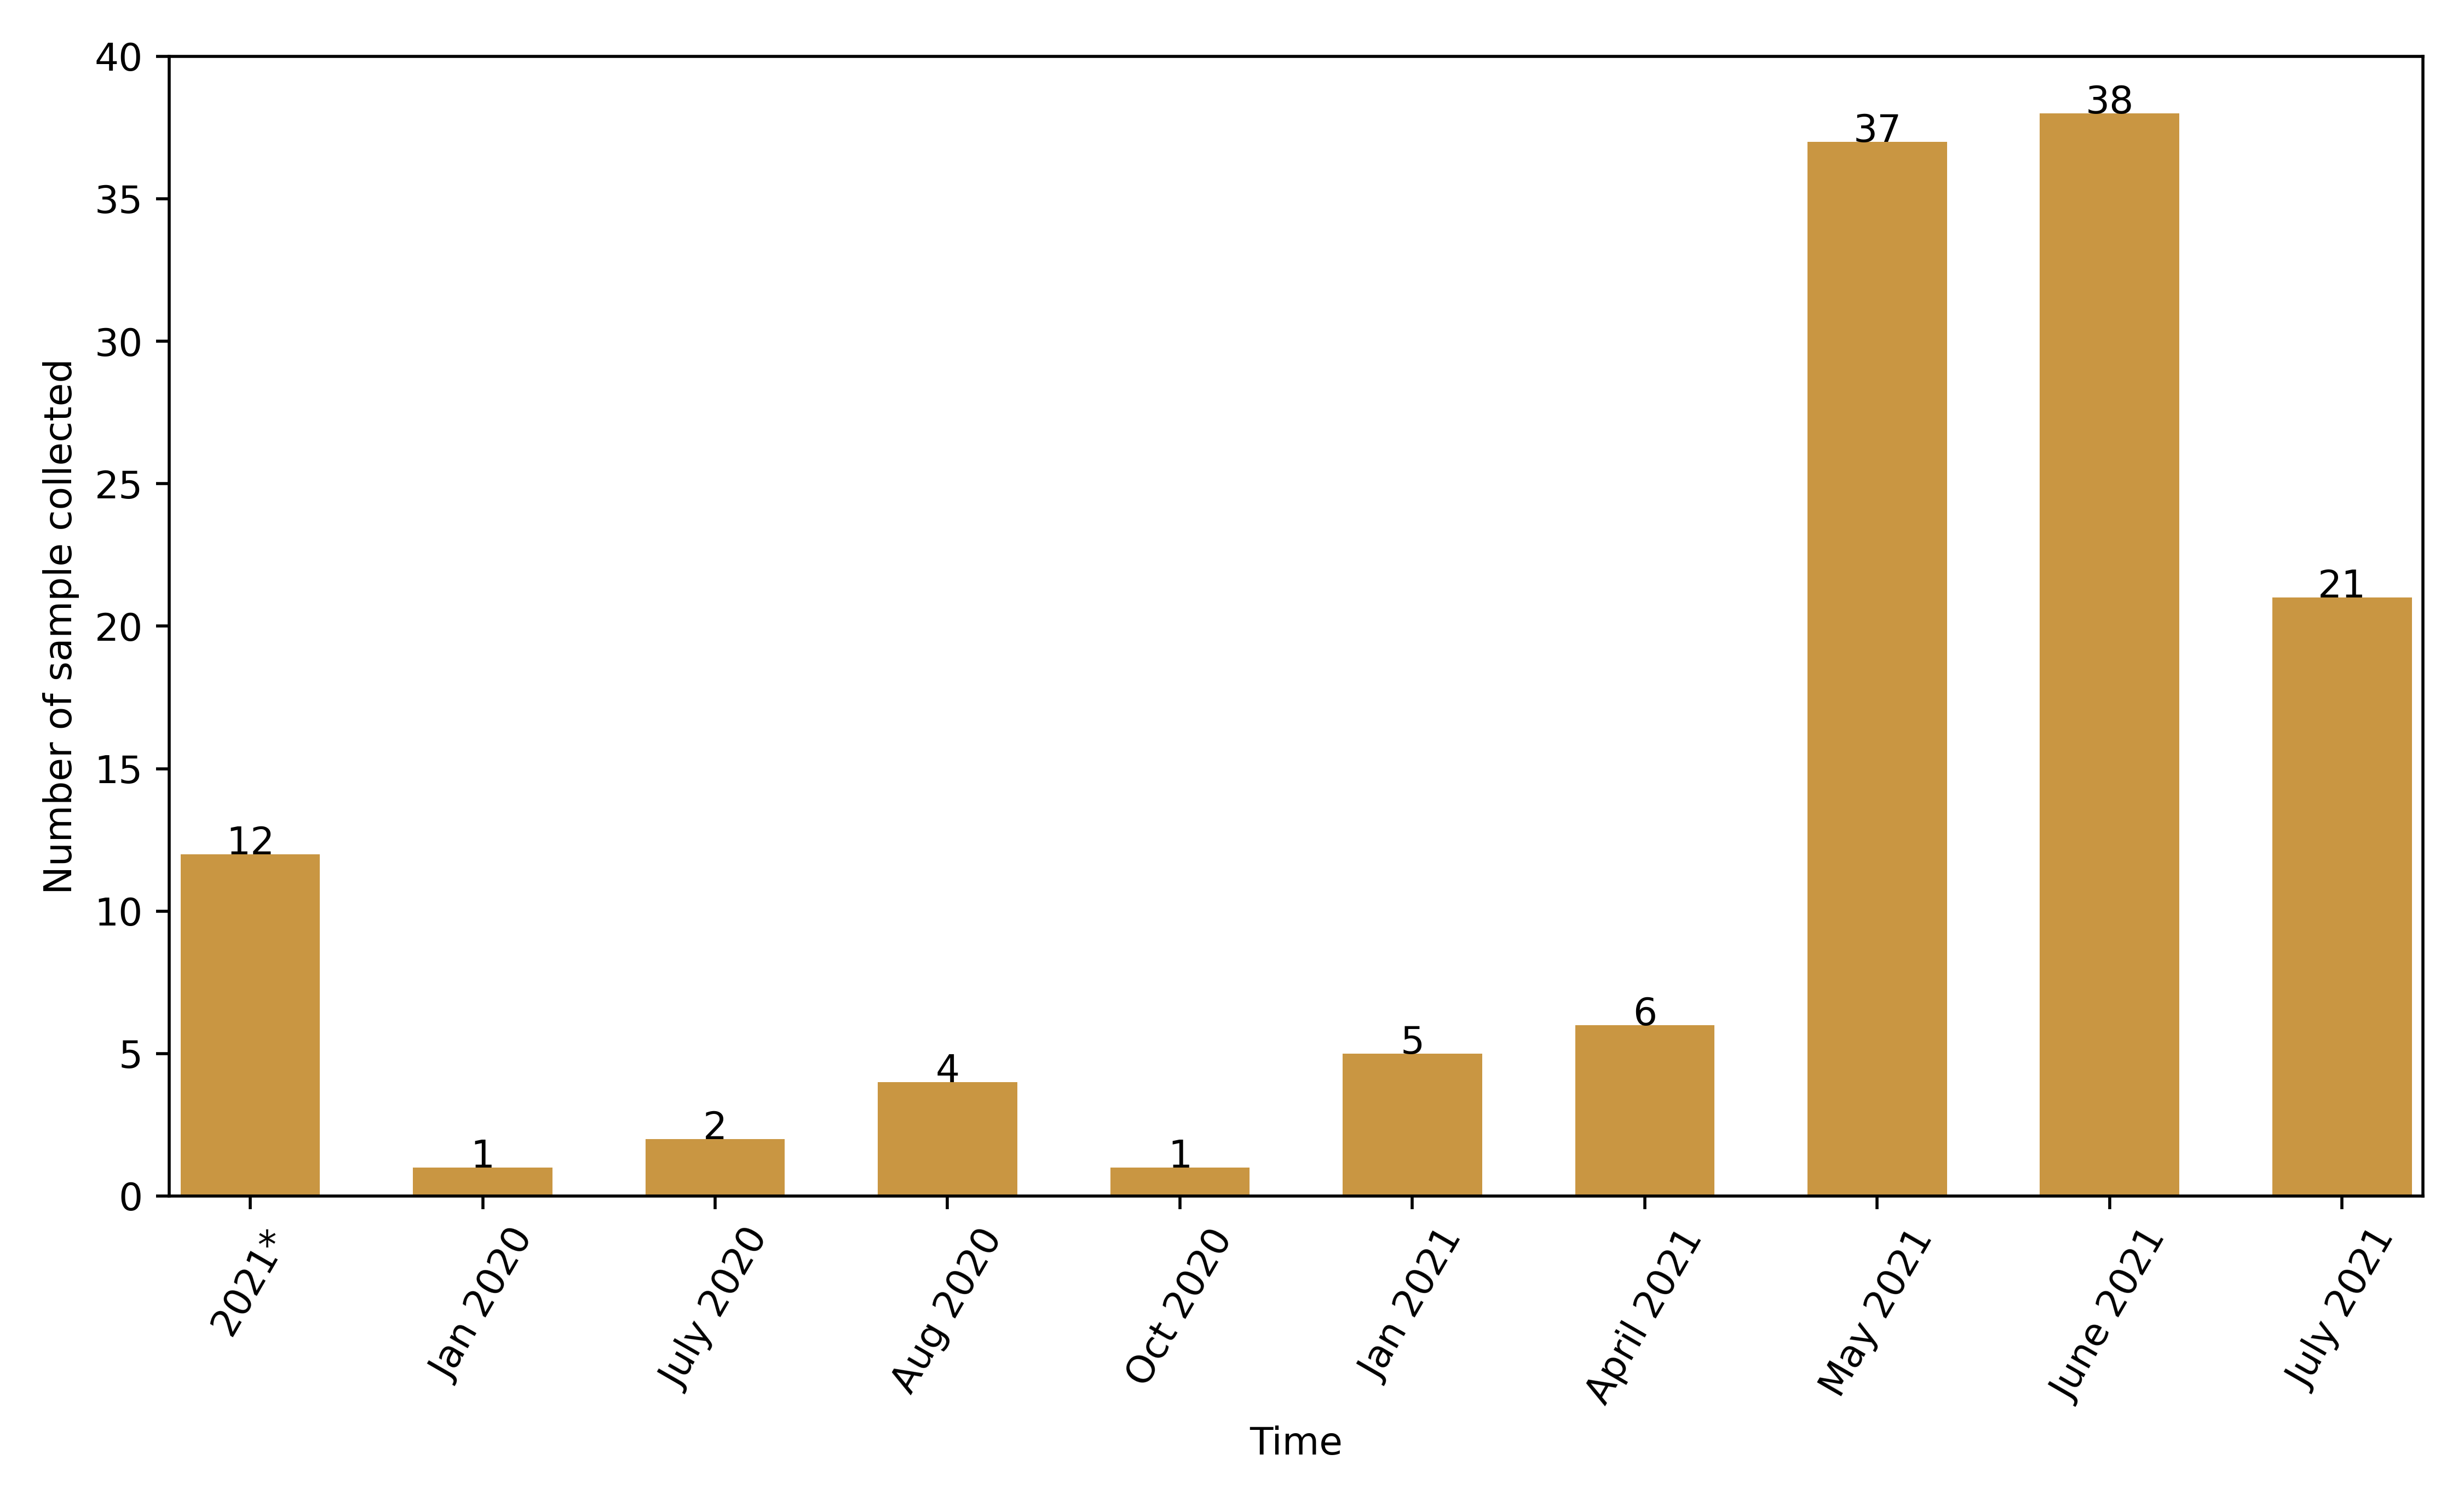 40
35
30
25
20
15
10
5
0
Number of sample collected
12
1
2
4
1
5
6
37
38
21
2021*
Jan 2020
July 2020
Aug 2020
Oct 2020
Jan 2021
April 2021
May 2021
June 2021
July 2021
Time